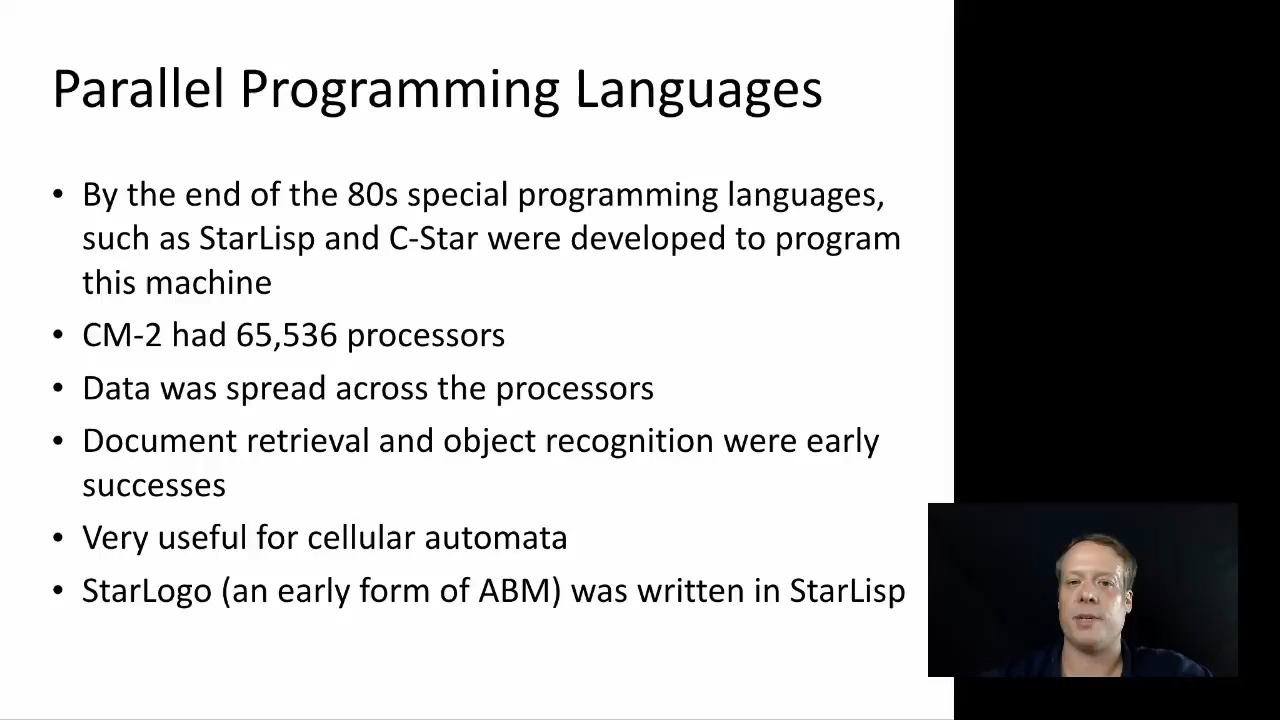 Parallel Programming Languages
• By the end of the 80s special programming languages,
such as StarLisp and C-Star were developed to program
this machine
• CM-2 had 65,536 processors
• Data was spread across the processors
• Document retrieval and object recognition were early
successes
• Very useful for cellular automata
• StarLogo (an early form of ABM) was written in StarLisp